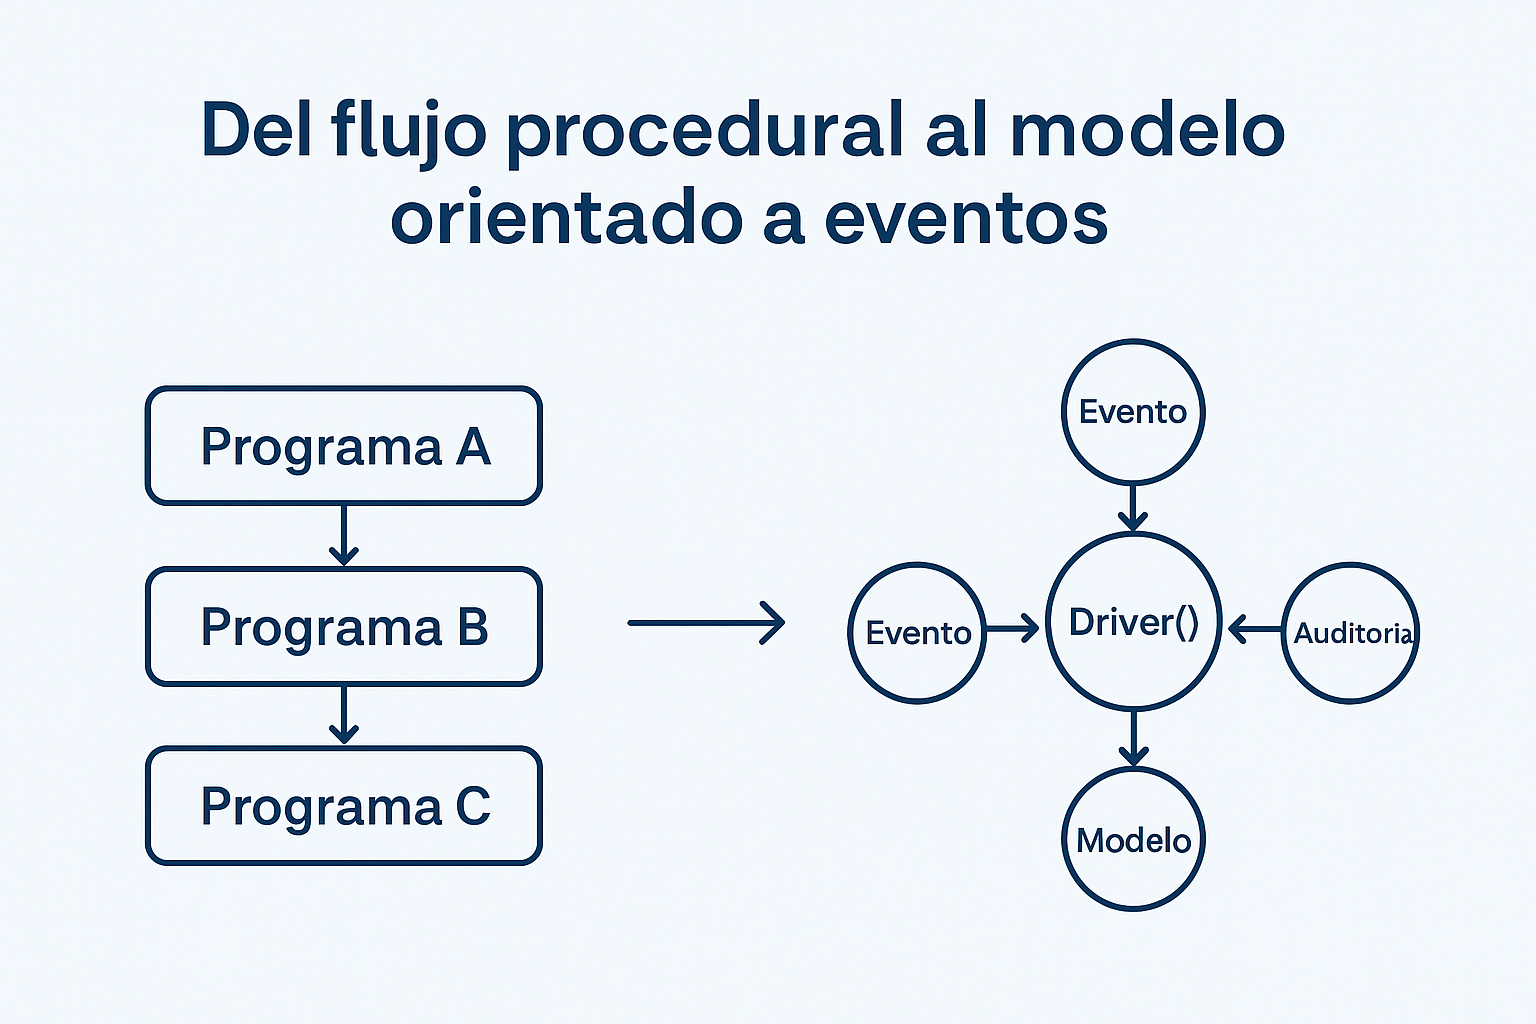 Del flujo procedural al modelo
orientado a eventos
Programa A
Programa B
Programa C
Evento
Evento
Driver()
Auditoria
Modelo